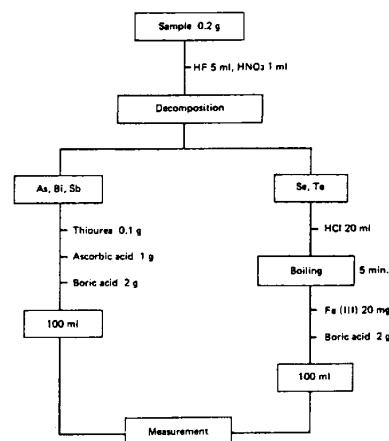 Sample 0.2 g
HF 5 ml, HNO₃ 1 ml
Decomposition
As, Bi, Sb
Thiourea 0.1 g
Ascorbic acid 1 g
Boric acid 2 g
100 ml
Se, Te
HCl 20 ml
Boiling
5 min.
Fe (III) 20 mg
Boric acid 2 g
100 ml
Measurement